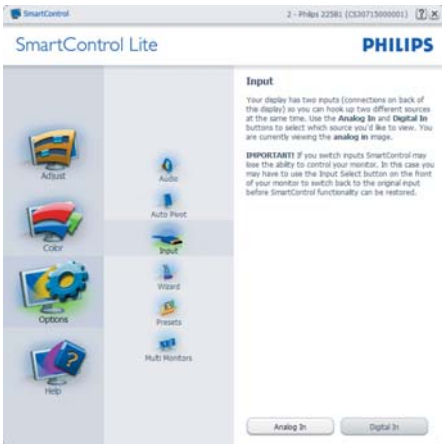 SmartControl
2 - Philips 225B1 (CS30715000001)
SmartControl Lite
PHILIPS
Adjust
Color
Options
Help
Audio
Auto Pivot
Input
Wizard
Presets
Multi Monitors
Input
Your display has two inputs (connections on back of
the display) so you can hook up two different sources
at the same time. Use the Analog In and Digital In
buttons to select which source you'd like to view. You
are currently viewing the analog in image.
IMPORTANT! If you switch inputs SmartControl may
lose the ability to control your monitor. In this case you
may have to use the Input Select button on the front
of your monitor to switch back to the original input
before SmartControl functionality can be restored.
Analog In
Digital In